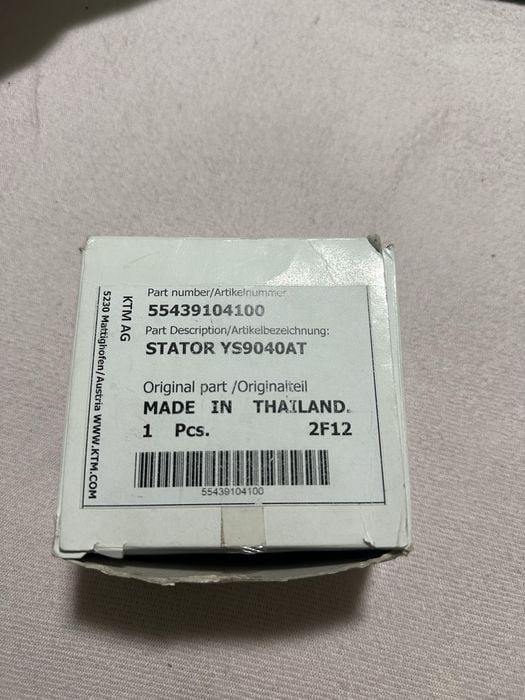 Part number/Artikelnummer
55439104100
Part Description/Artikelbezeichnung:
STATOR YS9040AT
Original part /Originalteil
MADE IN THAILAND.
1 Pcs. 2F12
55439104100
KTM AG
5230 Mattighofen/Austria WWW.KTM.COM